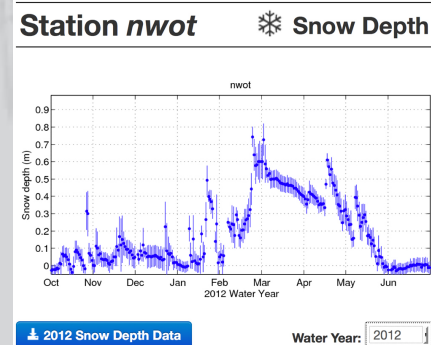 Station nwot
Snow Depth
nwot
0.9
0.8
0.7
0.6
0.5
0.4
0.3
0.2
0.1
0
Snow depth (m)
Oct Nov Dec Jan Feb Mar Apr May Jun
2012 Water Year
2012 Snow Depth Data
Water Year: 2012